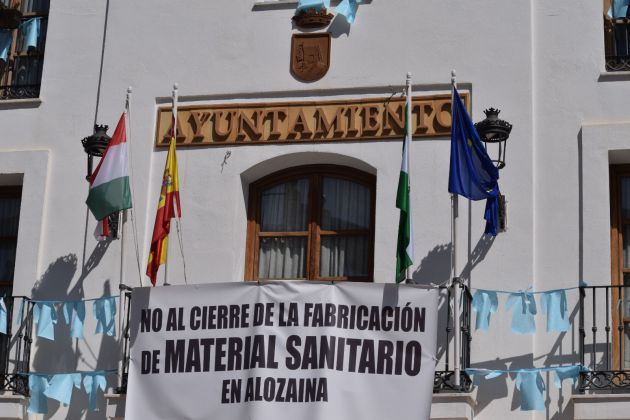 AYUNTAMIENTO
NO AL CIERRE DE LA FABRICACIÓN
DE MATERIAL SANITARIO
EN ALOZAINA